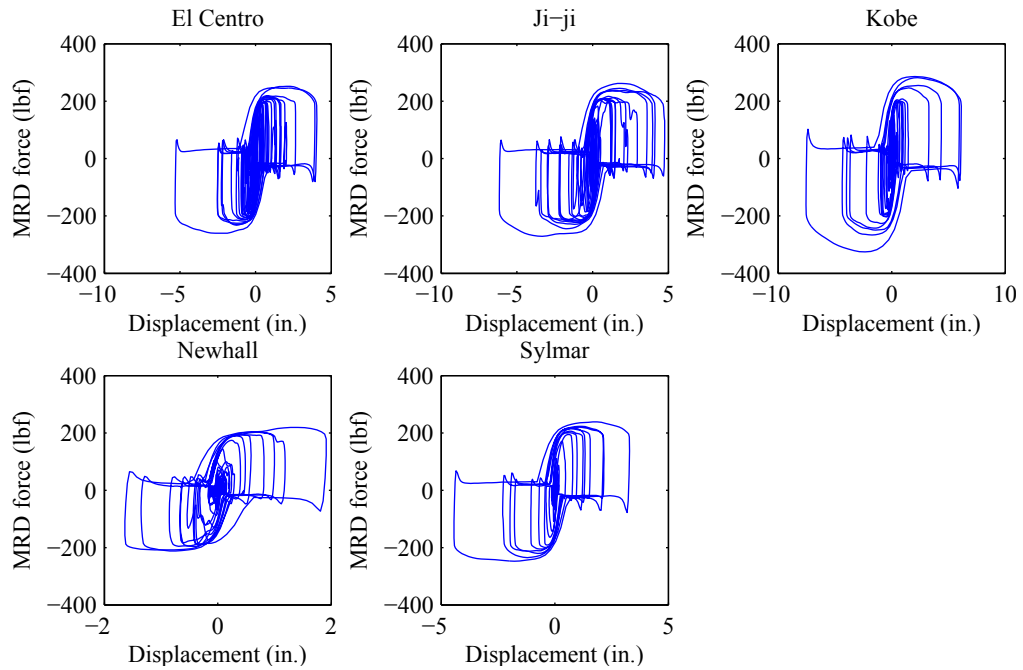 El Centro
400
200
0
−200
−400
MRD force (lbf)
−10 −5 0 5
Displacement (in.)
Ji−ji
400
200
0
−200
−400
MRD force (lbf)
−10 −5 0 5
Displacement (in.)
Kobe
400
200
0
−200
−400
MRD force (lbf)
−10 0 10
Displacement (in.)
Newhall
400
200
0
−200
−400
MRD force (lbf)
−2 0 2
Displacement (in.)
Sylmar
400
200
0
−200
−400
MRD force (lbf)
−5 0 5
Displacement (in.)